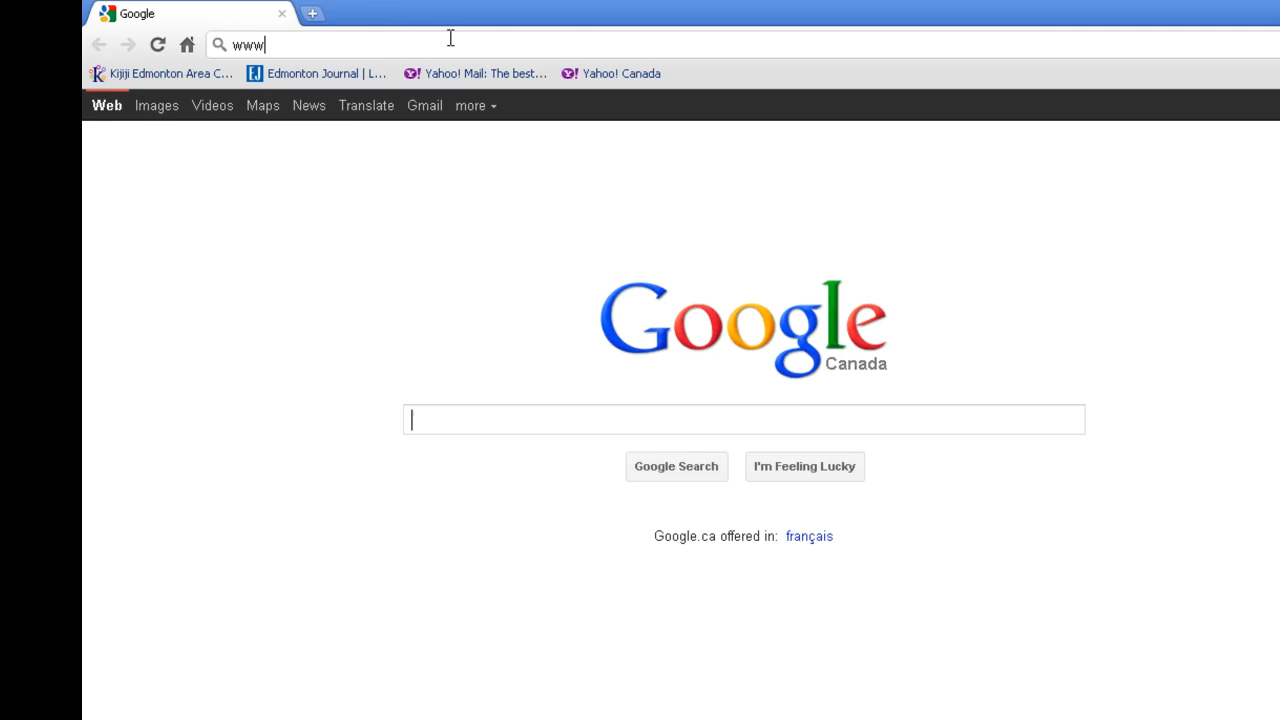 Google
www
Kijiji Edmonton Area C... Edmonton Journal | L... Yahoo! Mail: The best... Yahoo! Canada
Web Images Videos Maps News Translate Gmail more
Google
Canada
Google Search I'm Feeling Lucky
Google.ca offered in: français